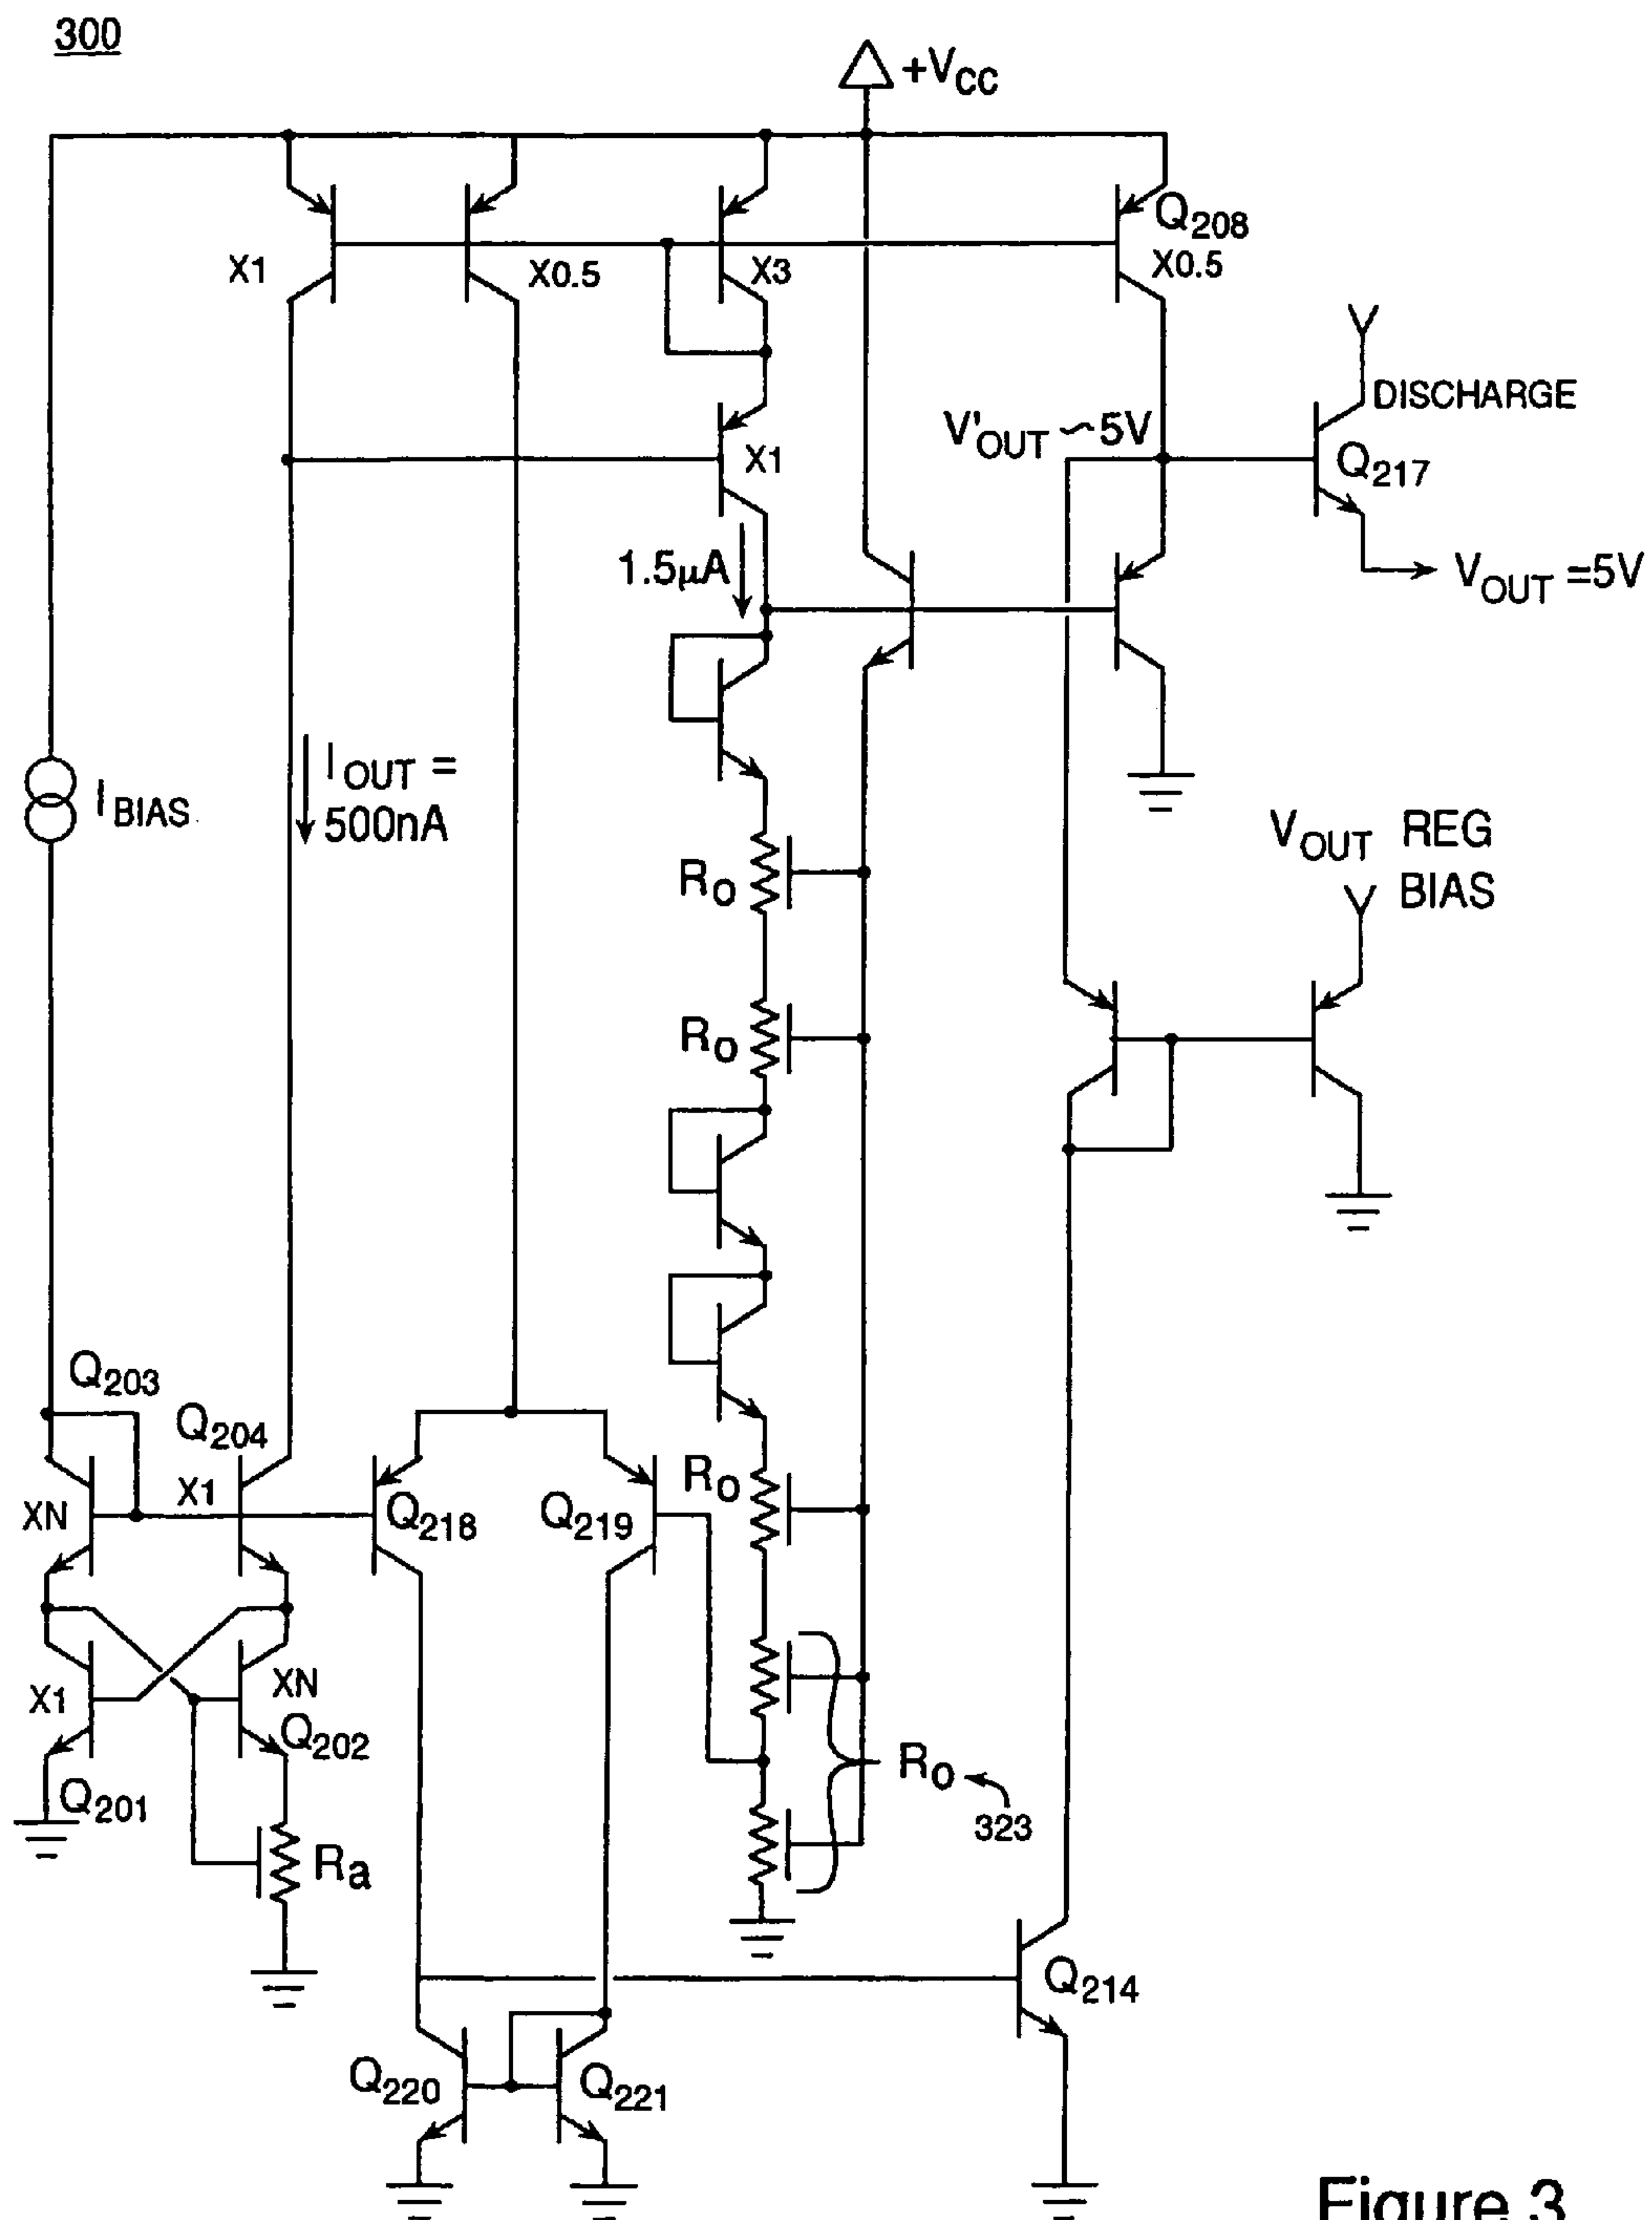 300
+VCC
Q208
X1
X0.5
X3
X0.5
DISCHARGE
V'OUT ~5V
X1
Q217
1.5µA
VOUT =5V
IOUT =
500nA
IBIAS
VOUT REG
BIAS
Ro
Ro
Q203
Q204
X1
XN
Q218
Q219
Ro
X1
XN
Q202
Q201
Ro
323
Ra
Q214
Q220
Q221
Figure 3